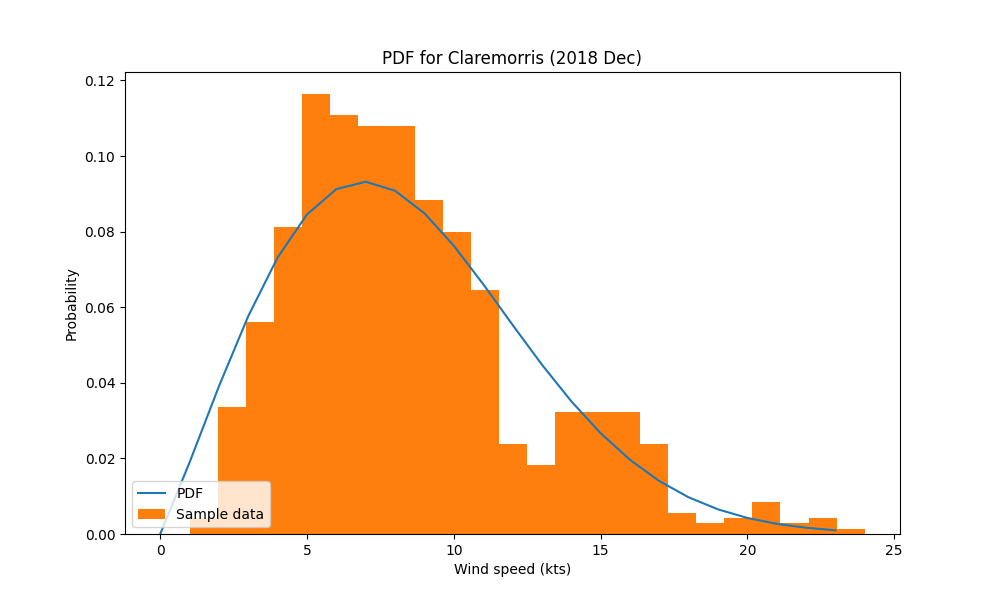 PDF for Claremorris (2018 Dec)
0.12
0.10
0.08
0.06
0.04
0.02
0.00
Probability
PDF
Sample data
0 5 10 15 20 25
Wind speed (kts)